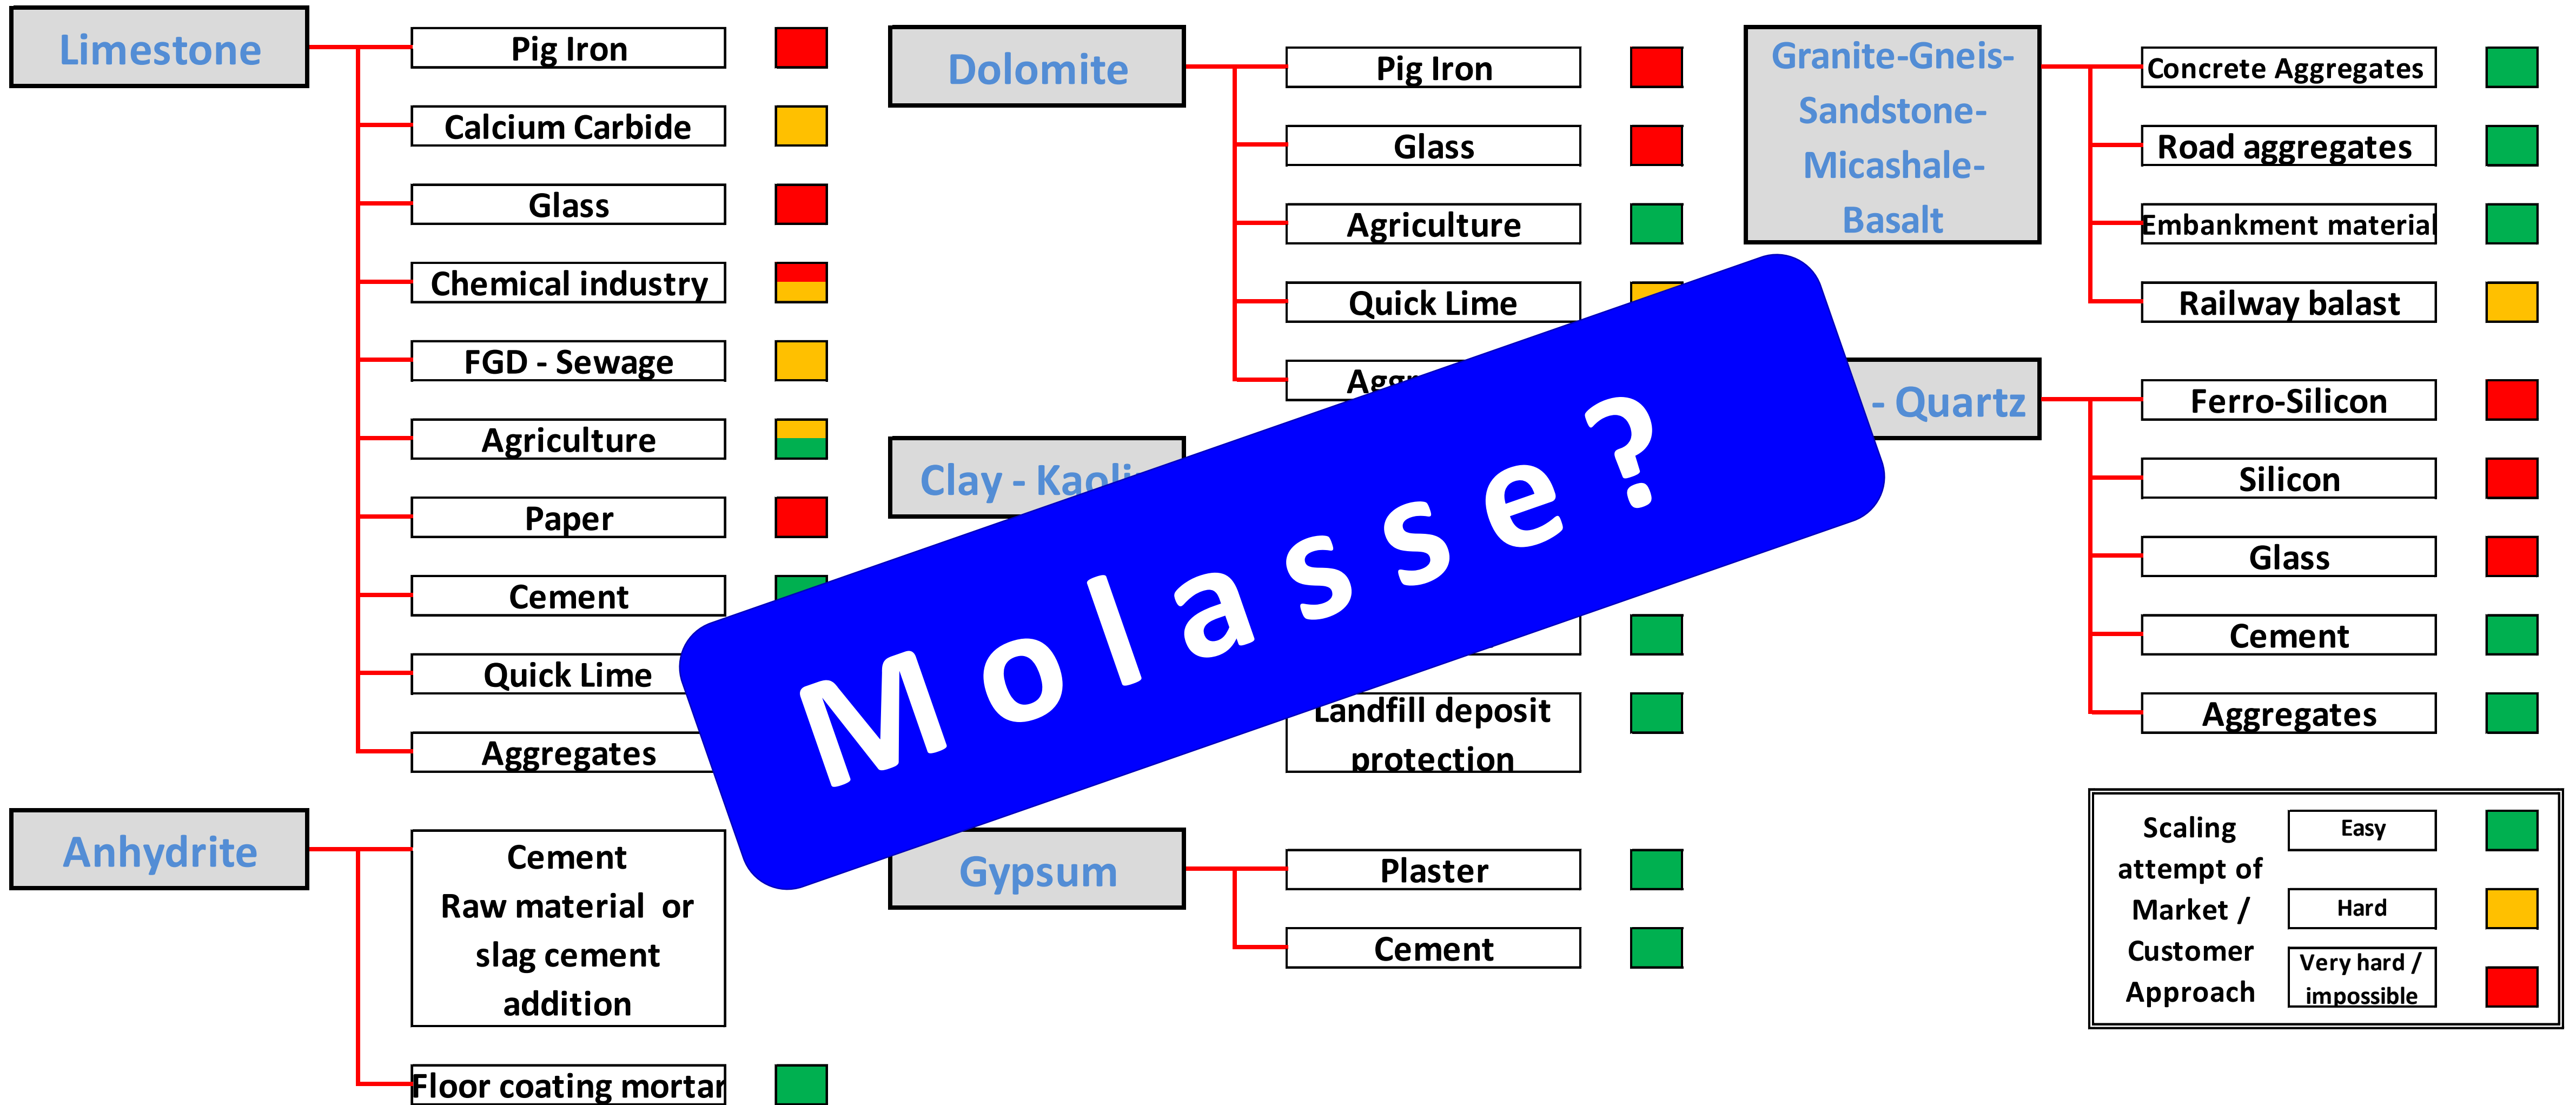 Limestone
Pig Iron
Calcium Carbide
Glass
Chemical industry
FGD - Sewage
Agriculture
Paper
Cement
Quick Lime
Aggregates
Anhydrite
Cement
Raw material or
slag cement
addition
Floor coating mortar
Dolomite
Pig Iron
Glass
Agriculture
Quick Lime
Clay -
Landfill deposit
protection
Gypsum
Plaster
Cement
Granite-Gneis-
Sandstone-
Micashale-
Basalt
Concrete Aggregates
Road aggregates
Embankment material
Railway balast
- Quartz
Ferro-Silicon
Silicon
Glass
Cement
Aggregates
Scaling
attempt of
Market /
Customer
Approach
Easy
Hard
Very hard /
impossible
Molasse?